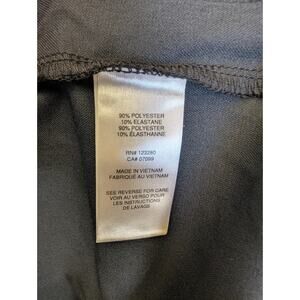 90% POLYESTER
10% ELASTANE
90% POLYESTER
10% ÉLASTHANNE
RN# 123280
CA# 07099
MADE IN VIETNAM
FABRIQUÉ AU VIETNAM
SEE REVERSE FOR CARE
VOIR AU VERSO POUR
LES INSTRUCTIONS
DE LAVAGE